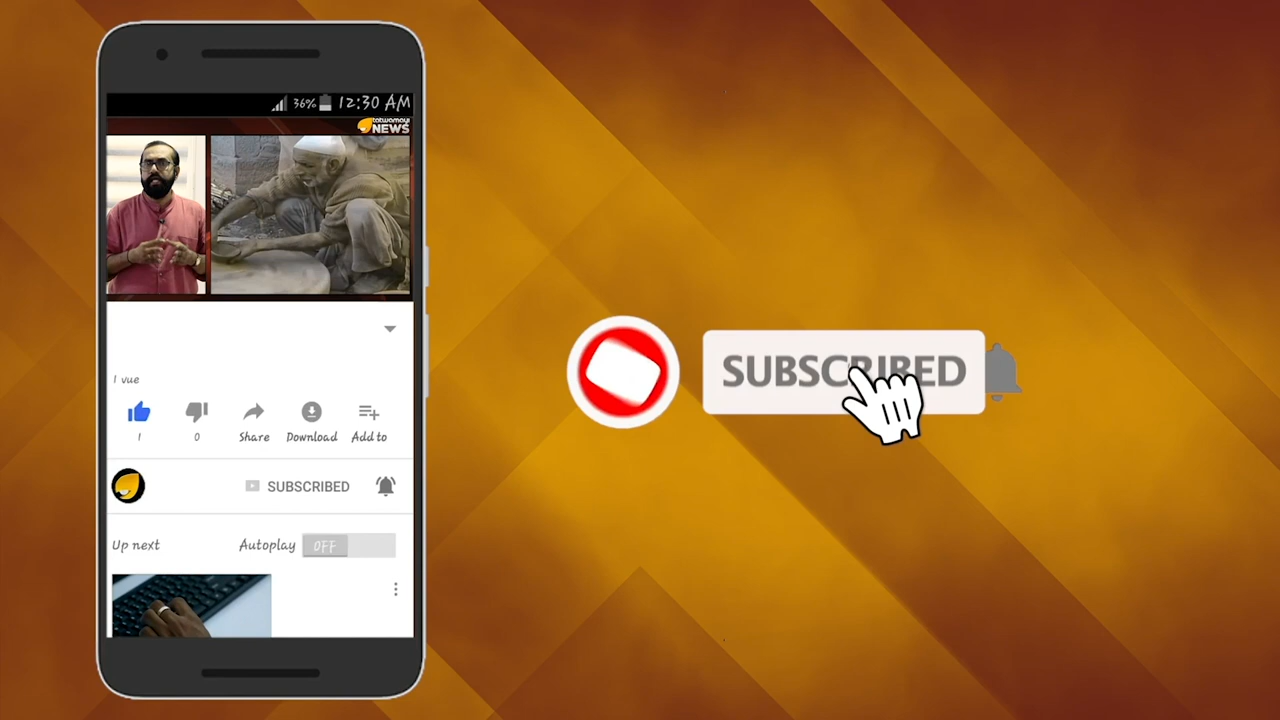 36% 12:30 AM
tatwamayi
NEWS
1 vue
1
0
Share
Download
Add to
SUBSCRIBED
Up next
Autoplay
OFF
SUBSCRIBED